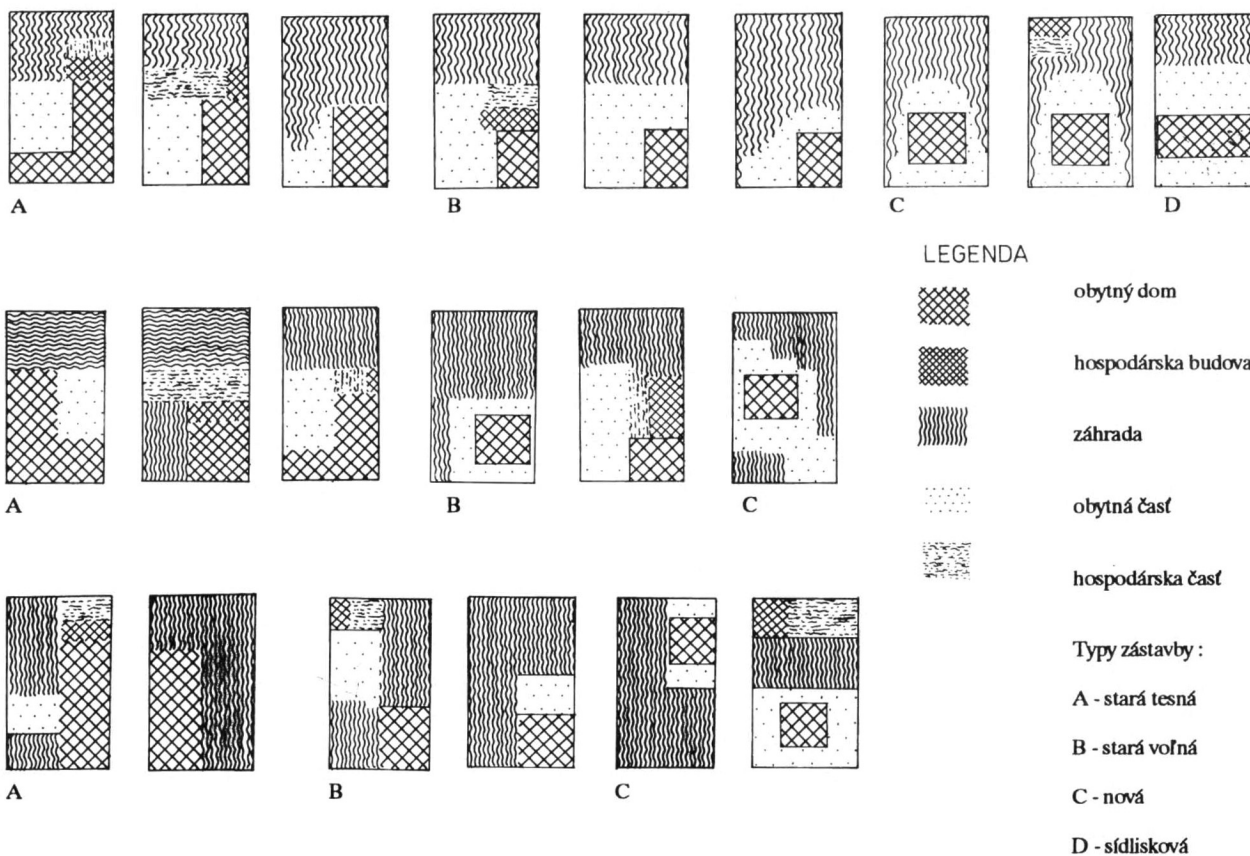 A B C D
LEGENDA
obytný dom
hospodárska budova
záhrada
obytná časť
hospodárska časť
A B C
Typy zástavby :
A - stará tesná
B - stará voľná
C - nová
D - sídlisková
A B C